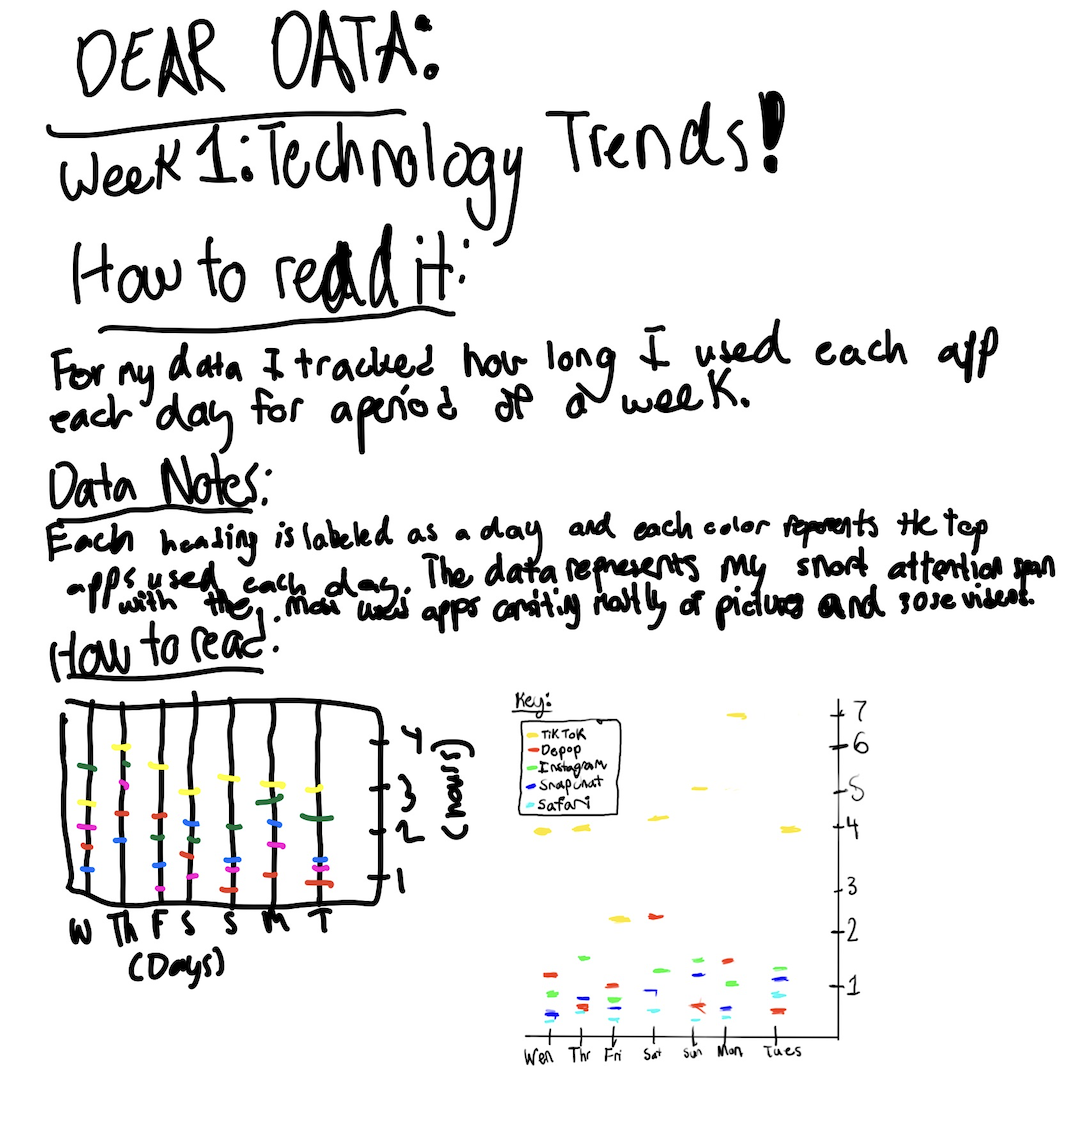 DEAR DATA:
Week 1: Technology Trends!
How to read it:
For my data I tracked how long I used each app
each day for a period of a week.
Data Notes:
Each heading is labeled as a day and each color represents the top
apps used each day. The data represents my short attention span
with the most used apps mostly of pictures and videos.
How to read:
4
3
2
1
(hours)
W Th F S S M T
(Days)
Key:
TikTok
Depop
Instagram
Snapchat
Safari
7
6
5
4
3
2
1
Wen Thr Fri Sat Sun Mon Tues